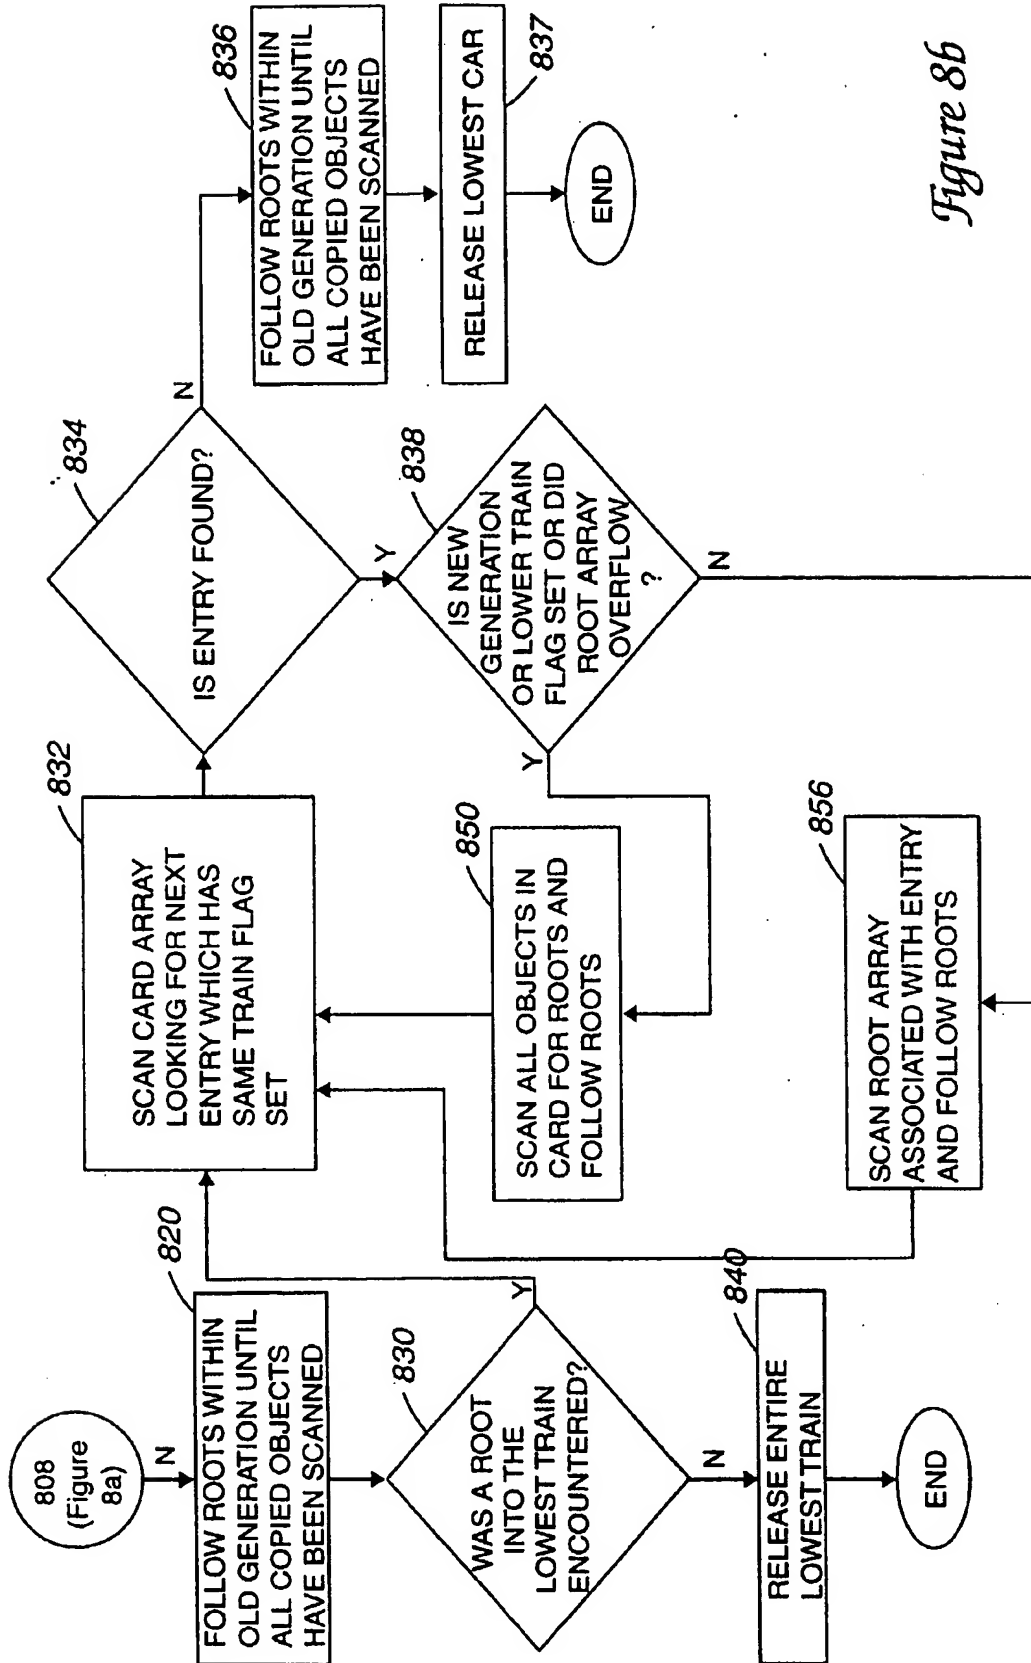 808
(Figure
8a)
N
820
FOLLOW ROOTS WITHIN
OLD GENERATION UNTIL
ALL COPIED OBJECTS
HAVE BEEN SCANNED
830
WAS A ROOT
INTO THE
LOWEST TRAIN
ENCOUNTERED?
Y
N
840
RELEASE ENTIRE
LOWEST TRAIN
END
832
SCAN CARD ARRAY
LOOKING FOR NEXT
ENTRY WHICH HAS
SAME TRAIN FLAG
SET
850
SCAN ALL OBJECTS IN
CARD FOR ROOTS AND
FOLLOW ROOTS
856
SCAN ROOT ARRAY
ASSOCIATED WITH ENTRY
AND FOLLOW ROOTS
834
IS ENTRY FOUND?
N
Y
838
IS NEW
GENERATION
OR LOWER TRAIN
FLAG SET OR DID
ROOT ARRAY
OVERFLOW
?
Y
N
836
FOLLOW ROOTS WITHIN
OLD GENERATION UNTIL
ALL COPIED OBJECTS
HAVE BEEN SCANNED
837
RELEASE LOWEST CAR
END
Figure 8b